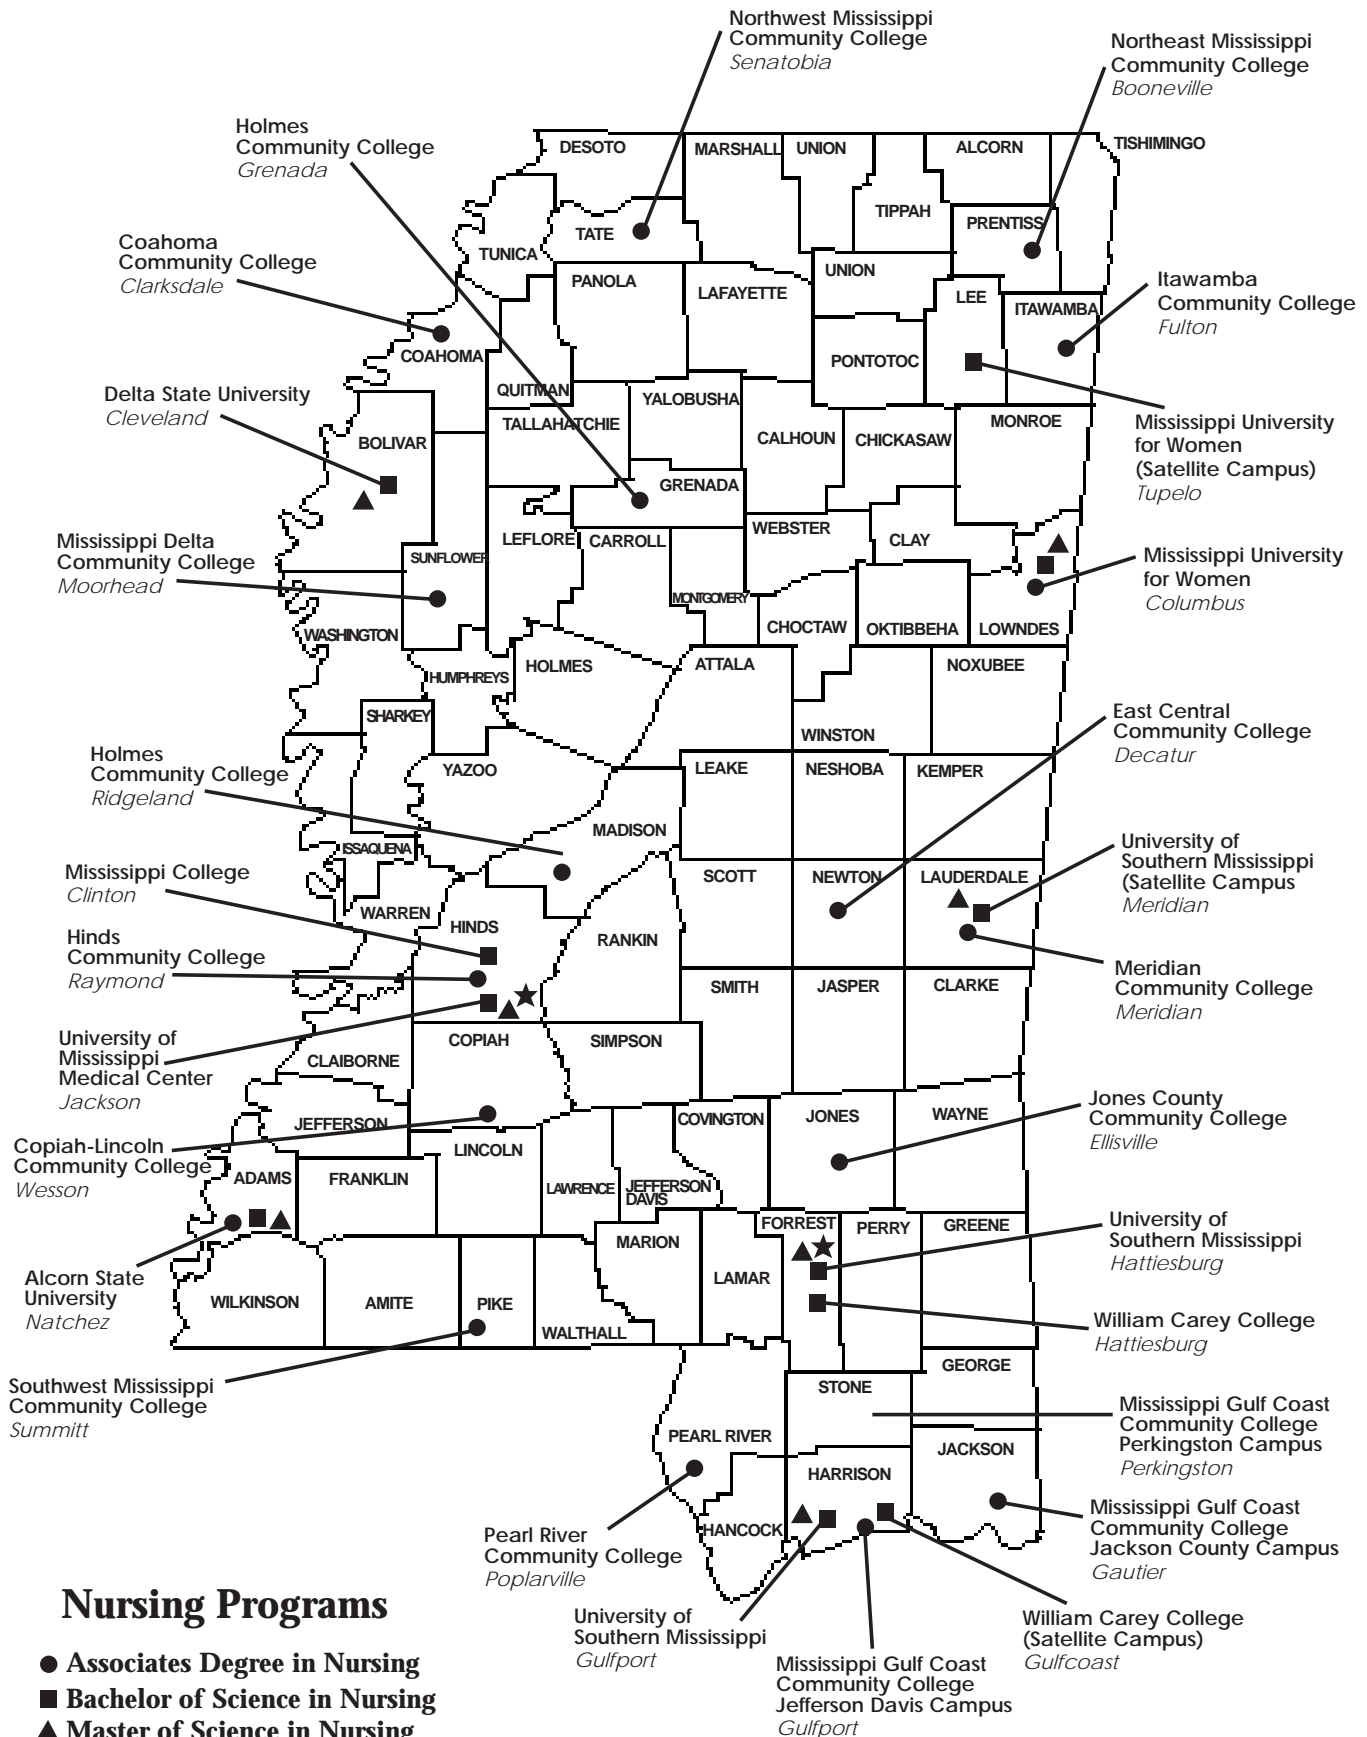 Northwest Mississippi
Community College
Senatobia
Northeast Mississippi
Community College
Booneville
Holmes
Community College
Grenada
Coahoma
Community College
Clarksdale
Itawamba
Community College
Fulton
Delta State University
Cleveland
Mississippi University
for Women
(Satellite Campus)
Tupelo
Mississippi Delta
Community College
Moorhead
Mississippi University
for Women
Columbus
East Central
Community College
Decatur
Holmes
Community College
Ridgeland
University of
Southern Mississippi
(Satellite Campus
Meridian
Mississippi College
Clinton
Hinds
Community College
Raymond
Meridian
Community College
Meridian
University of
Mississippi
Medical Center
Jackson
Jones County
Community College
Ellisville
Copiah-Lincoln
Community College
Wesson
University of
Southern Mississippi
Hattiesburg
Alcorn State
University
Natchez
William Carey College
Hattiesburg
Southwest Mississippi
Community College
Summitt
Mississippi Gulf Coast
Community College
Perkingston Campus
Perkingston
Mississippi Gulf Coast
Community College
Jackson County Campus
Gautier
Pearl River
Community College
Poplarville
University of
Southern Mississippi
Gulfport
William Carey College
(Satellite Campus)
Gulfcoast
Mississippi Gulf Coast
Community College
Jefferson Davis Campus
Gulfport
DESOTO
MARSHALL
UNION
ALCORN
TISHIMINGO
TIPPAH
PRENTISS
TATE
TUNICA
UNION
PANOLA
LAFAYETTE
LEE
ITAWAMBA
COAHOMA
PONTOTOC
QUITMAN
YALOBUSHA
TALLAHATCHIE
MONROE
BOLIVAR
CALHOUN
CHICKASAW
GRENADA
WEBSTER
LEFLORE
CARROLL
CLAY
SUNFLOWER
MONTGOMERY
WASHINGTON
CHOCTAW
OKTIBBEHA
LOWNDES
HOLMES
ATTALA
NOXUBEE
HUMPHREYS
SHARKEY
WINSTON
YAZOO
LEAKE
NESHOBA
KEMPER
MADISON
ISSAQUENA
SCOTT
NEWTON
LAUDERDALE
WARREN
HINDS
RANKIN
SMITH
JASPER
CLARKE
COPIAH
SIMPSON
CLAIBORNE
JEFFERSON
COVINGTON
JONES
WAYNE
LINCOLN
ADAMS
FRANKLIN
LAWRENCE
JEFFERSON
DAVIS
FORREST
PERRY
GREENE
MARION
LAMAR
WILKINSON
AMITE
PIKE
WALTHALL
GEORGE
STONE
PEARL RIVER
JACKSON
HARRISON
HANCOCK
Nursing Programs
Associates Degree in Nursing
Bachelor of Science in Nursing
Master of Science in Nursing